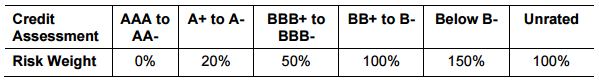 Credit Assessment AAA to AA- A+ to A- BBB+ to BBB- BB+ to B- Below B- Unrated
Risk Weight 0% 20% 50% 100% 150% 100%